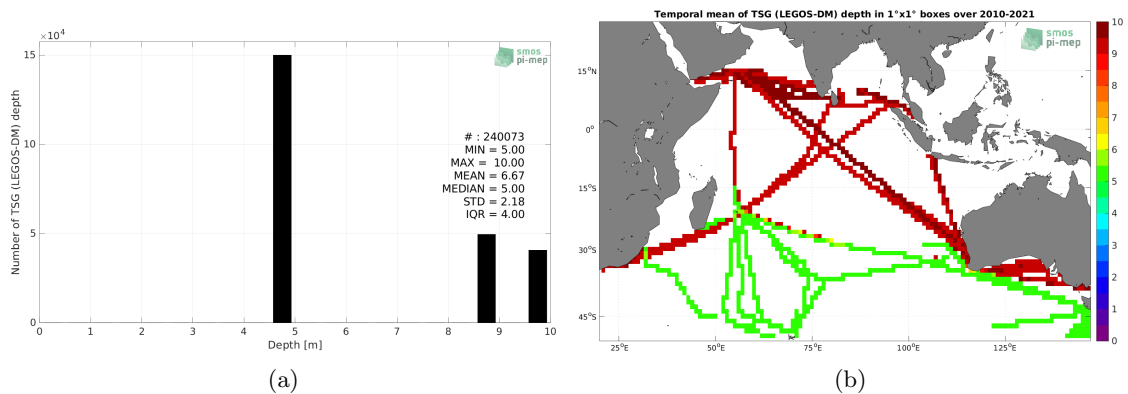 ×10⁴
15
10
5
0
0 1 2 3 4 5 6 7 8 9 10
Depth [m]
Number of TSG (LEGOS-DM) depth
smos
pi-mep
# : 240073
MIN = 5.00
MAX = 10.00
MEAN = 6.67
MEDIAN = 5.00
STD = 2.18
IQR = 4.00
(a)
Temporal mean of TSG (LEGOS-DM) depth in 1°x1° boxes over 2010-2021
smos
pi-mep
15°N
0°
15°S
30°S
45°S
25°E 50°E 75°E 100°E 125°E
10
9
8
7
6
5
4
3
2
1
0
(b)